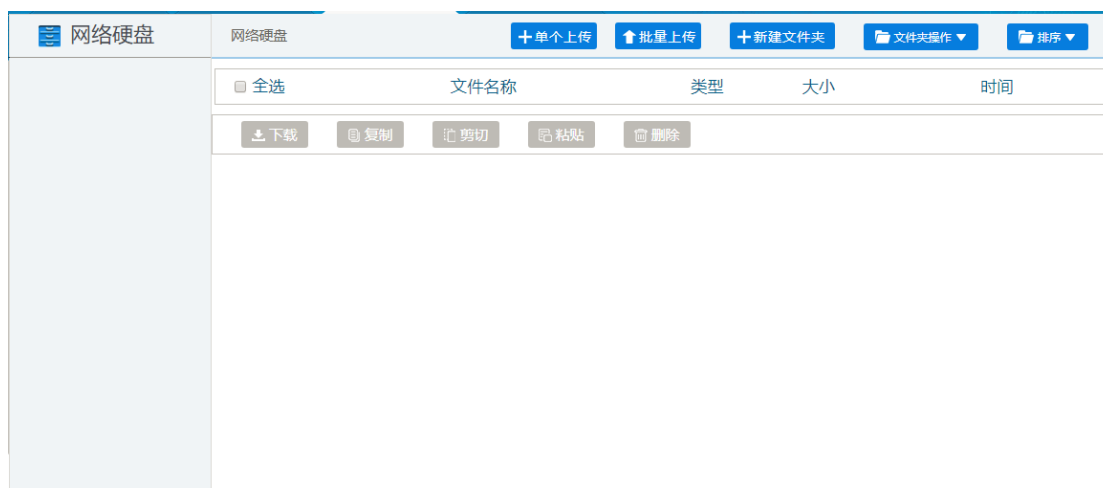 网络硬盘
网络硬盘 单个上传 批量上传 新建文件夹 文件夹操作 排序
全选 文件名称 类型 大小 时间
下载 复制 剪切 粘贴 删除